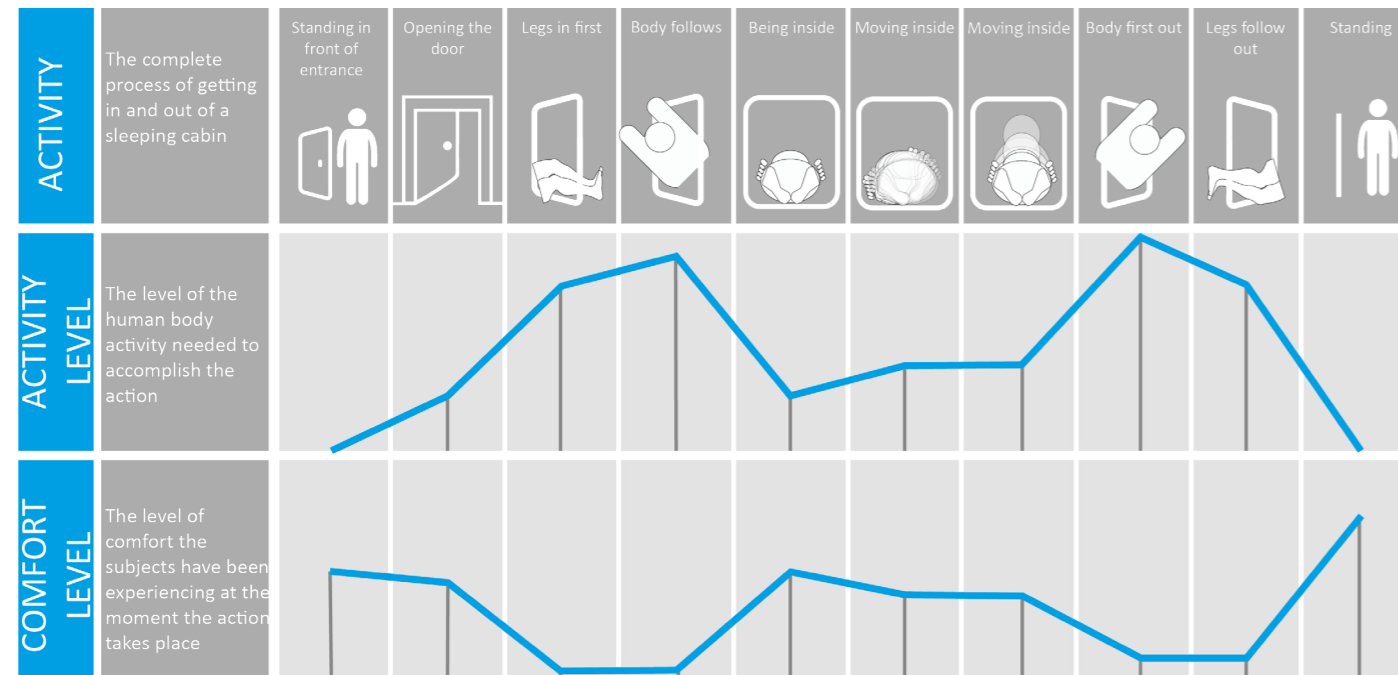 ACTIVITY
The complete
process of getting
in and out of a
sleeping cabin
Standing in
front of
entrance
Opening the
door
Legs in first
Body follows
Being inside
Moving inside
Moving inside
Body first out
Legs follow
out
Standing
ACTIVITY
LEVEL
The level of the
human body
activity needed to
accomplish the
action
COMFORT
LEVEL
The level of
comfort the
subjects have been
experiencing at the
moment the action
takes place